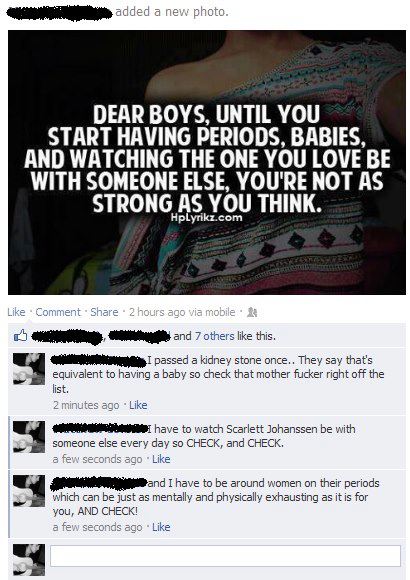 added a new photo.
DEAR BOYS, UNTIL YOU
START HAVING PERIODS, BABIES,
AND WATCHING THE ONE YOU LOVE BE
WITH SOMEONE ELSE, YOU'RE NOT AS
STRONG AS YOU THINK.
HpLyrikz.com
Like · Comment · Share · 2 hours ago via mobile ·
, and 7 others like this.
I passed a kidney stone once.. They say that's
equivalent to having a baby so check that mother fucker right off the
list.
2 minutes ago · Like
I have to watch Scarlett Johanssen be with
someone else every day so CHECK, and CHECK.
a few seconds ago · Like
and I have to be around women on their periods
which can be just as mentally and physically exhausting as it is for
you, AND CHECK!
a few seconds ago · Like